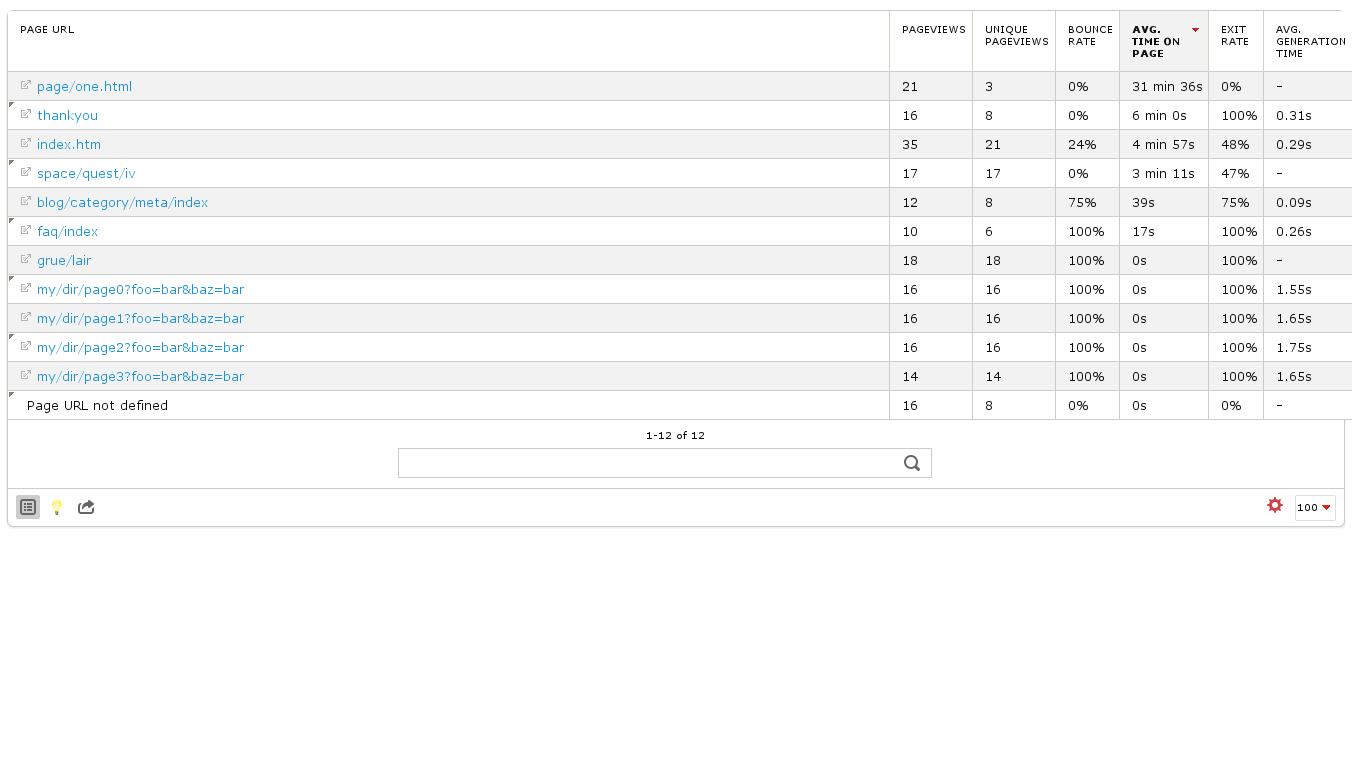 PAGE URL PAGEVIEWS UNIQUE PAGEVIEWS BOUNCE RATE AVG. TIME ON PAGE EXIT RATE AVG. GENERATION TIME
page/one.html 21 3 0% 31 min 36s 0% -
thankyou 16 8 0% 6 min 0s 100% 0.31s
index.htm 35 21 24% 4 min 57s 48% 0.29s
space/quest/iv 17 17 0% 3 min 11s 47% -
blog/category/meta/index 12 8 75% 39s 75% 0.09s
faq/index 10 6 100% 17s 100% 0.26s
grue/lair 18 18 100% 0s 100% -
my/dir/page0?foo=bar&baz=bar 16 16 100% 0s 100% 1.55s
my/dir/page1?foo=bar&baz=bar 16 16 100% 0s 100% 1.65s
my/dir/page2?foo=bar&baz=bar 16 16 100% 0s 100% 1.75s
my/dir/page3?foo=bar&baz=bar 14 14 100% 0s 100% 1.65s
Page URL not defined 16 8 0% 0s 0% -
1-12 of 12
100